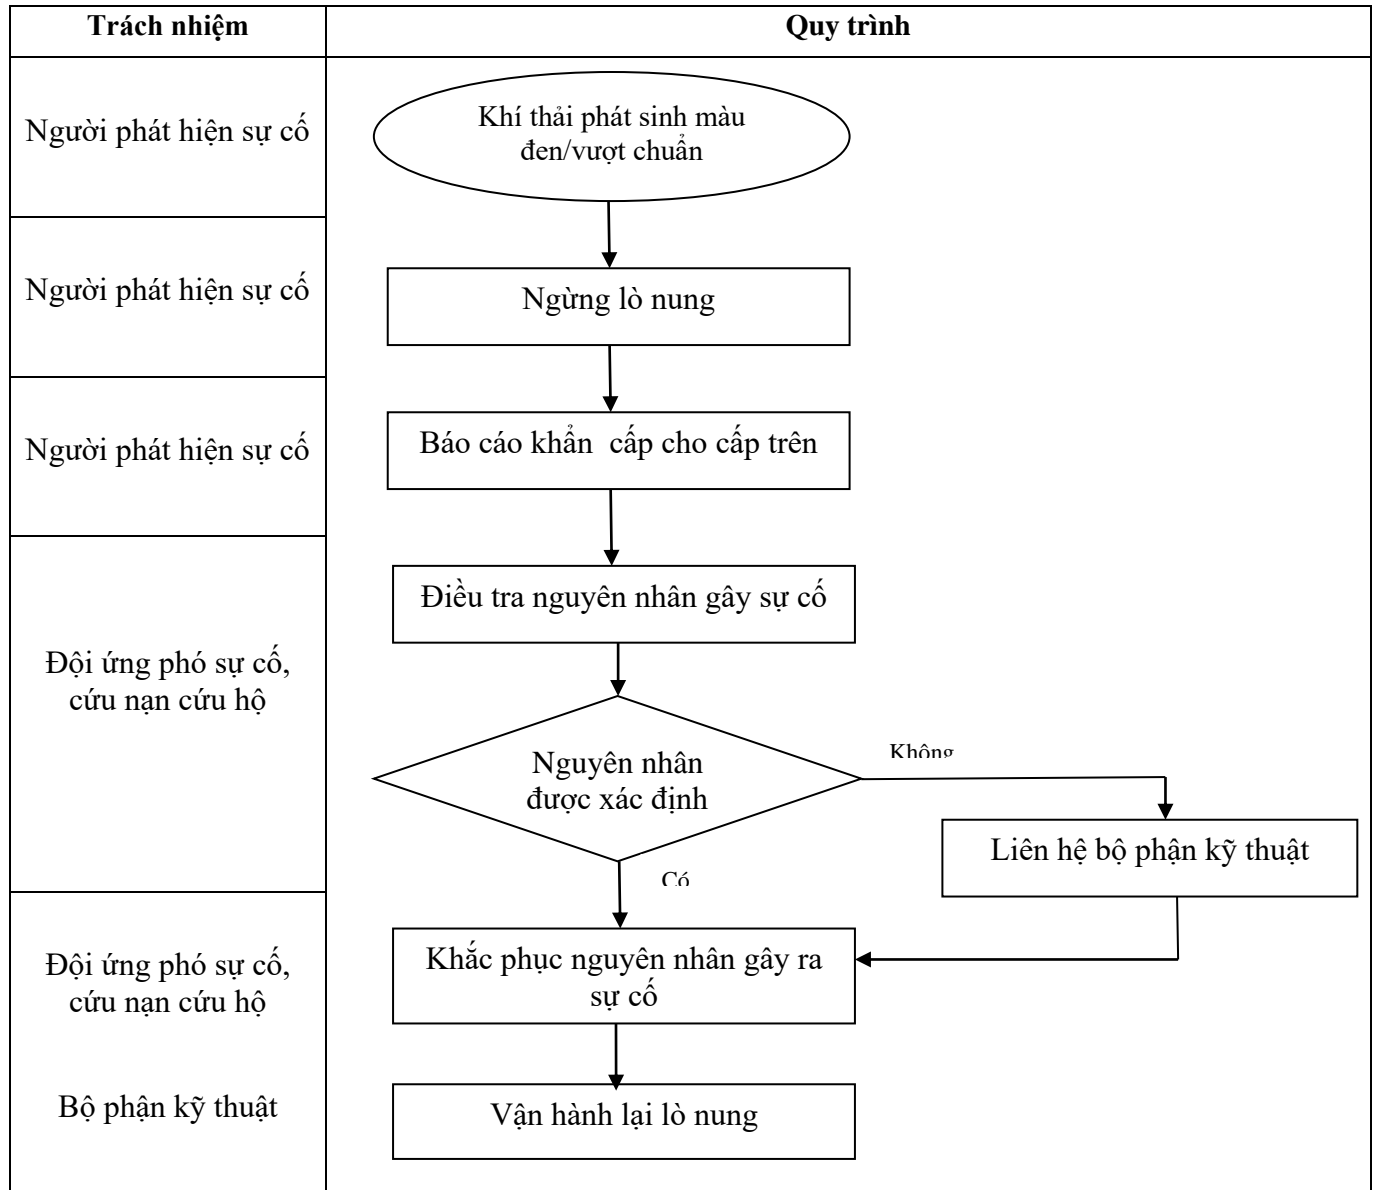 Trách nhiệm
Quy trình
Người phát hiện sự cố
Khí thải phát sinh màu
đen/vượt chuẩn
Người phát hiện sự cố
Ngừng lò nung
Người phát hiện sự cố
Báo cáo khẩn  cấp cho cấp trên
Đội ứng phó sự cố,
cứu nạn cứu hộ
Điều tra nguyên nhân gây sự cố
Nguyên nhân
được xác định
Không
Liên hệ bộ phận kỹ thuật
Có
Đội ứng phó sự cố,
cứu nạn cứu hộ
Khắc phục nguyên nhân gây ra
sự cố
Bộ phận kỹ thuật
Vận hành lại lò nung